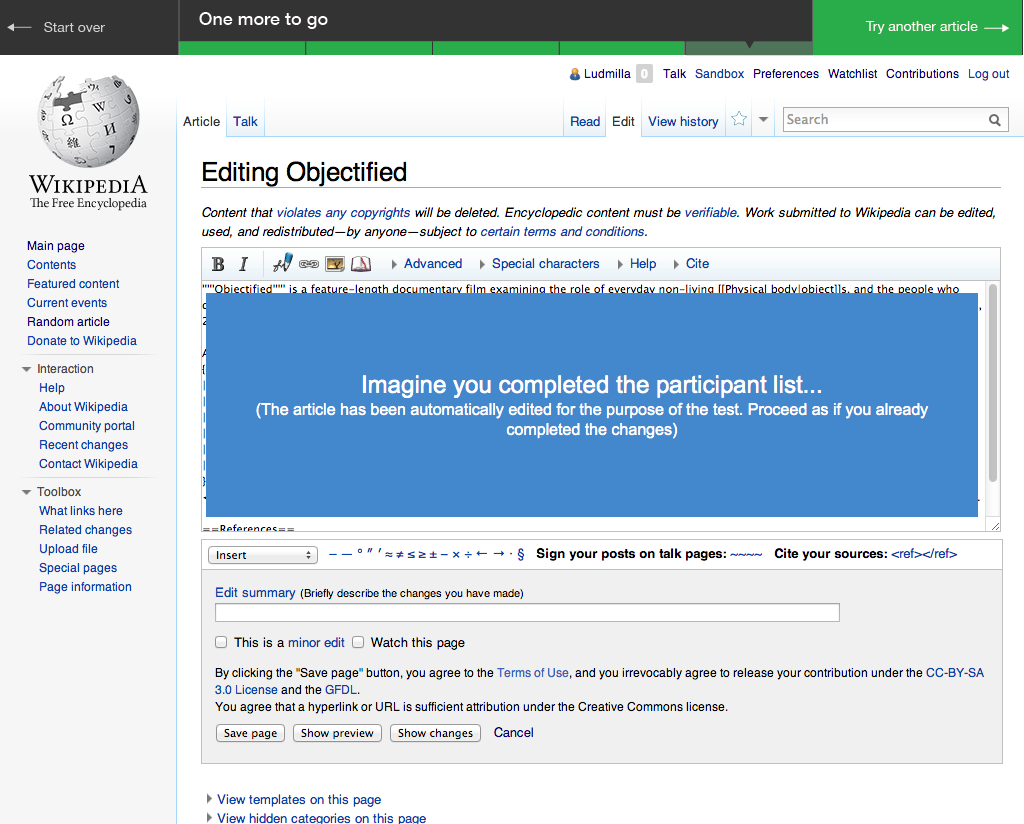 Start over
One more to go
Try another article
Ludmilla 0 Talk Sandbox Preferences Watchlist Contributions Log out
Article Talk Read Edit View history Search
WIKIPEDIA
The Free Encyclopedia
Main page
Contents
Featured content
Current events
Random article
Donate to Wikipedia
Interaction
Help
About Wikipedia
Community portal
Recent changes
Contact Wikipedia
Toolbox
What links here
Related changes
Upload file
Special pages
Page information
Editing Objectified
Content that violates any copyrights will be deleted. Encyclopedic content must be verifiable. Work submitted to Wikipedia can be edited,
used, and redistributed—by anyone—subject to certain terms and conditions.
B I Advanced Special characters Help Cite
'''''Objectified''''' is a feature-length documentary film examining the role of everyday non-living [[Physical body|object]]s, and the people who
Imagine you completed the participant list...
(The article has been automatically edited for the purpose of the test. Proceed as if you already
completed the changes)
==References==
Insert – — ° ″ ′ ≈ ≠ ≤ ≥ ± − × ÷ ← → · § Sign your posts on talk pages: ~~~~ Cite your sources: <ref></ref>
Edit summary (Briefly describe the changes you have made)
This is a minor edit Watch this page
By clicking the "Save page" button, you agree to the Terms of Use, and you irrevocably agree to release your contribution under the CC-BY-SA
3.0 License and the GFDL.
You agree that a hyperlink or URL is sufficient attribution under the Creative Commons license.
Save page Show preview Show changes Cancel
View templates on this page
View hidden categories on this page